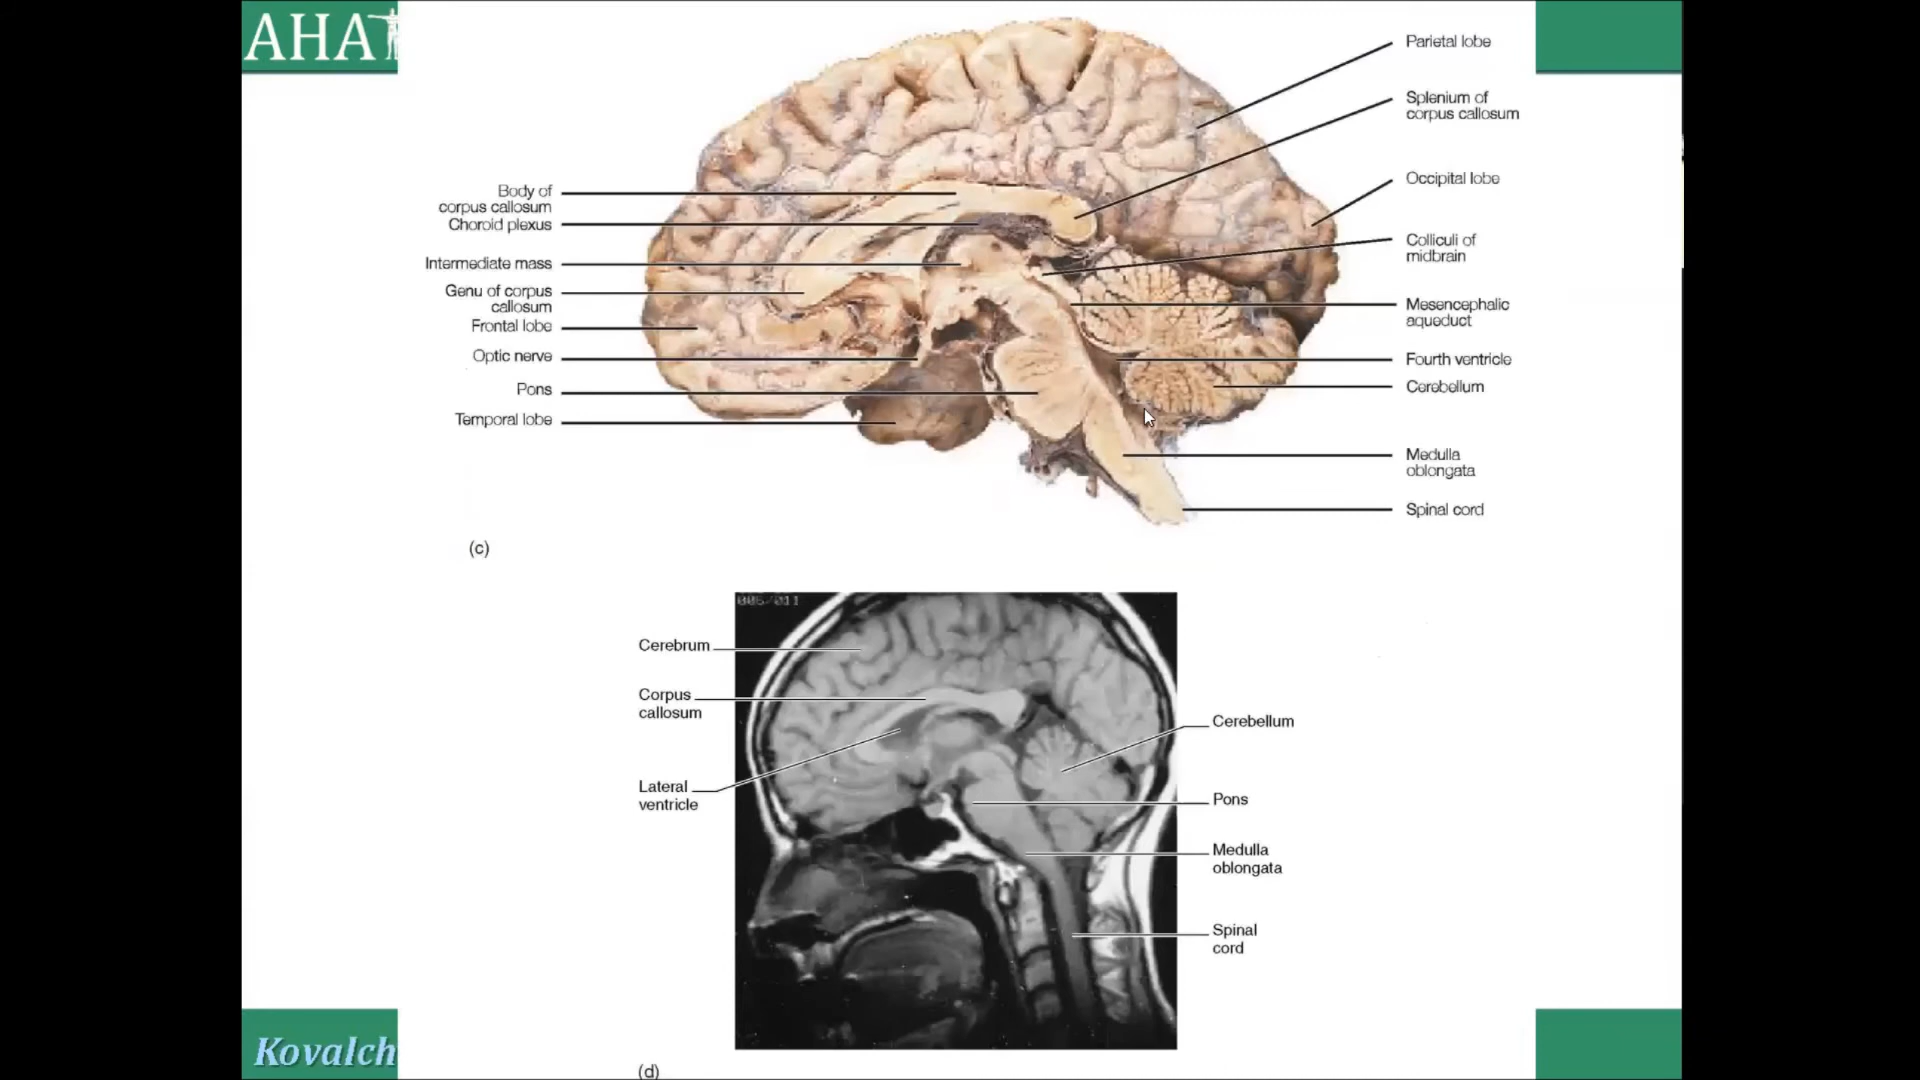 AHA
Parietal lobe
Splenium of
corpus callosum
Occipital lobe
Colliculi of
midbrain
Mesencephalic
aqueduct
Fourth ventricle
Cerebellum
Medulla
oblongata
Spinal cord
Body of
corpus callosum
Choroid plexus
Intermediate mass
Genu of corpus
callosum
Frontal lobe
Optic nerve
Pons
Temporal lobe
(c)
Cerebrum
Corpus
callosum
Lateral
ventricle
Cerebellum
Pons
Medulla
oblongata
Spinal
cord
(d)
Kovalch